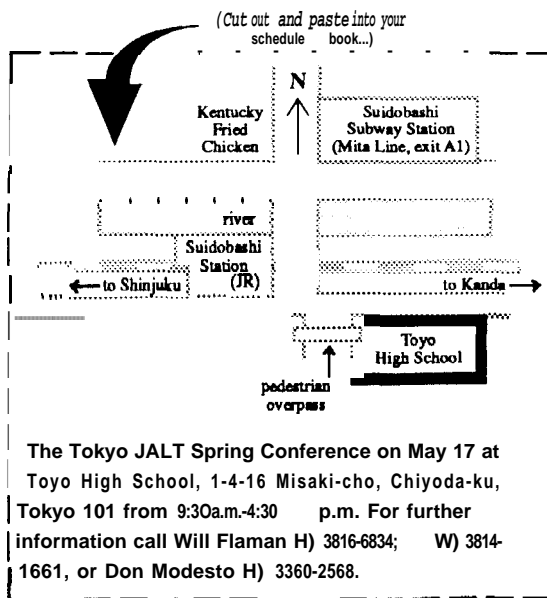 (Cut out and paste into your
schedule book...)
N
Kentucky
Fried
Chicken
Suidobashi
Subway Station
(Mita Line, exit A1)
river
Suidobashi
Station
(JR)
← to Shinjuku
to Kanda →
Toyo
High School
pedestrian
overpass
The Tokyo JALT Spring Conference on May 17 at
Toyo High School, 1-4-16 Misaki-cho, Chiyoda-ku,
Tokyo 101 from 9:30a.m.-4:30 p.m. For further
information call Will Flaman H) 3816-6834; W) 3814-
1661, or Don Modesto H) 3360-2568.